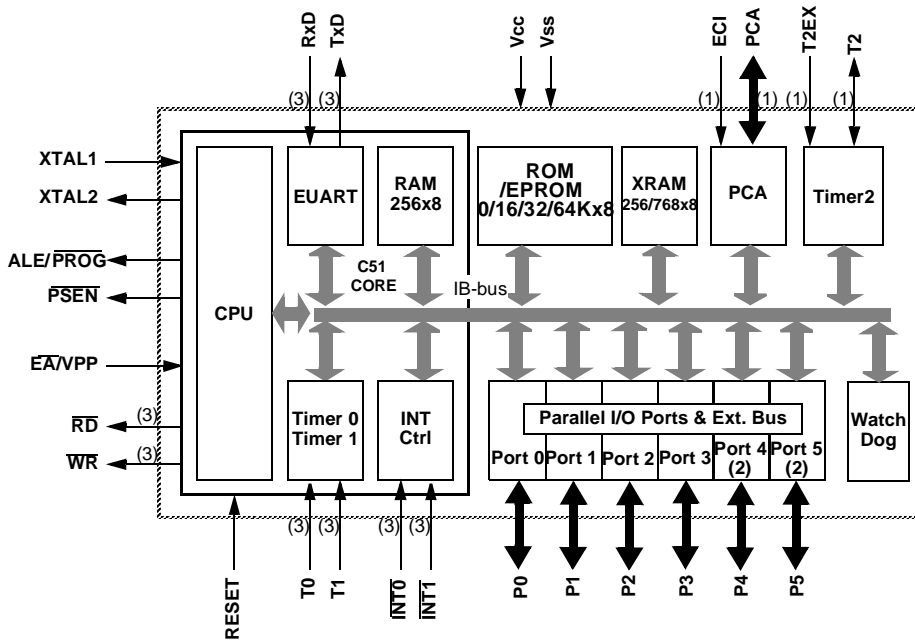 RxD
TxD
Vcc
Vss
ECI
PCA
T2EX
T2
(3) (3)
(1) (1) (1) (1)
XTAL1
XTAL2
ALE/PROG
PSEN
EA/VPP
RD
(3)
WR
(3)
CPU
EUART
RAM
256x8
ROM
/EPROM
0/16/32/64Kx8
XRAM
256/768x8
PCA
Timer2
C51
CORE
IB-bus
Timer 0
Timer 1
INT
Ctrl
Parallel I/O Ports & Ext. Bus
Port 0
Port 1
Port 2
Port 3
Port 4
(2)
Port 5
(2)
Watch
Dog
(3) (3) (3) (3)
RESET
T0
T1
INT0
INT1
P0
P1
P2
P3
P4
P5